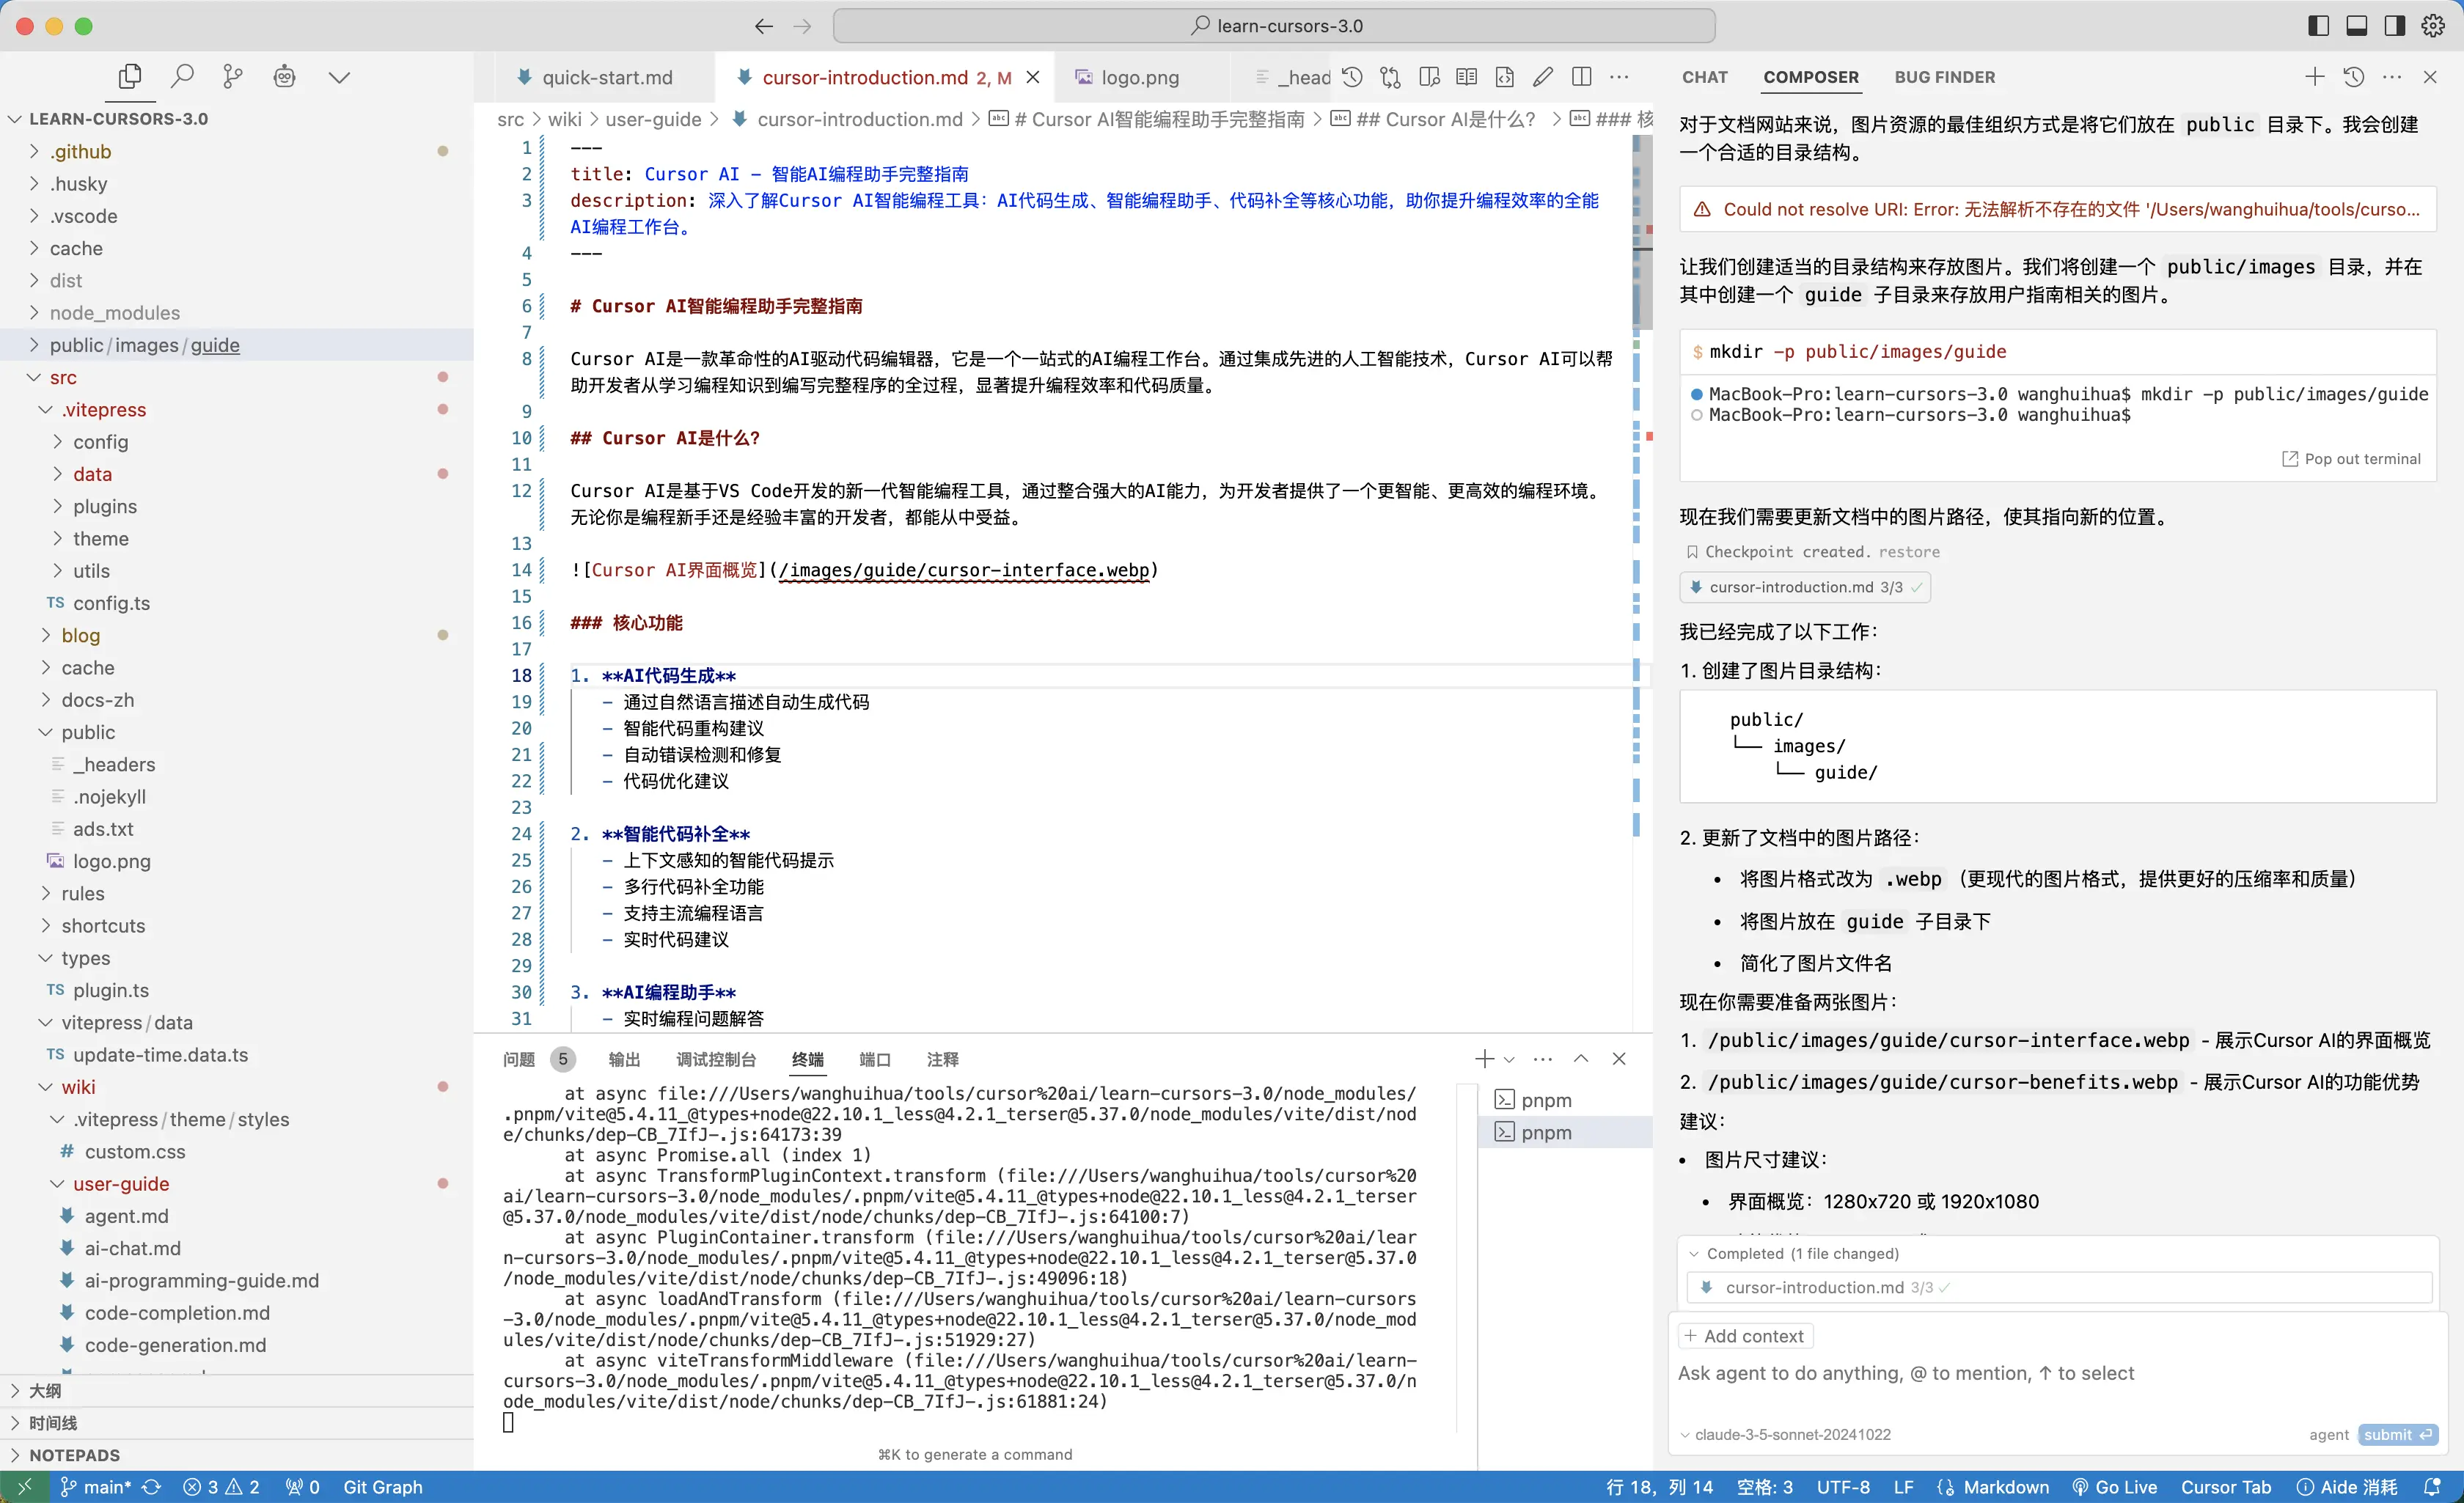 learn-cursors-3.0
LEARN-CURSORS-3.0
.github
.husky
.vscode
cache
dist
node_modules
public/images/guide
src
.vitepress
config
data
plugins
theme
utils
TS config.ts
blog
cache
docs-zh
public
_headers
.nojekyll
ads.txt
logo.png
rules
shortcuts
types
TS plugin.ts
vitepress/data
TS update-time.data.ts
wiki
.vitepress/theme/styles
# custom.css
user-guide
agent.md
ai-chat.md
ai-programming-guide.md
code-completion.md
code-generation.md
大纲
时间线
NOTEPADS
quick-start.md
cursor-introduction.md 2, M
logo.png
_head
src > wiki > user-guide > cursor-introduction.md > # Cursor AI智能编程助手完整指南 > ## Cursor AI是什么？ > ### 核
1 ---
2 title: Cursor AI - 智能AI编程助手完整指南
3 description: 深入了解Cursor AI智能编程工具：AI代码生成、智能编程助手、代码补全等核心功能，助你提升编程效率的全能
AI编程工作台。
4 ---
5
6 # Cursor AI智能编程助手完整指南
7
8 Cursor AI是一款革命性的AI驱动代码编辑器，它是一个一站式的AI编程工作台。通过集成先进的人工智能技术，Cursor AI可以帮
助开发者从学习编程知识到编写完整程序的全过程，显著提升编程效率和代码质量。
9
10 ## Cursor AI是什么？
11
12 Cursor AI是基于VS Code开发的新一代智能编程工具，通过整合强大的AI能力，为开发者提供了一个更智能、更高效的编程环境。
无论你是编程新手还是经验丰富的开发者，都能从中受益。
13
14 ![Cursor AI界面概览](/images/guide/cursor-interface.webp)
15
16 ### 核心功能
17
18 1. **AI代码生成**
19 - 通过自然语言描述自动生成代码
20 - 智能代码重构建议
21 - 自动错误检测和修复
22 - 代码优化建议
23
24 2. **智能代码补全**
25 - 上下文感知的智能代码提示
26 - 多行代码补全功能
27 - 支持主流编程语言
28 - 实时代码建议
29
30 3. **AI编程助手**
31 - 实时编程问题解答
问题 5 输出 调试控制台 终端 端口 注释
at async file:///Users/wanghuihua/tools/cursor%20ai/learn-cursors-3.0/node_modules/
.pnpm/vite@5.4.11_@types+node@22.10.1_less@4.2.1_terser@5.37.0/node_modules/vite/dist/nod
e/chunks/dep-CB_7IfJ-.js:64173:39
at async Promise.all (index 1)
at async TransformPluginContext.transform (file:///Users/wanghuihua/tools/cursor%20
ai/learn-cursors-3.0/node_modules/.pnpm/vite@5.4.11_@types+node@22.10.1_less@4.2.1_terser
@5.37.0/node_modules/vite/dist/node/chunks/dep-CB_7IfJ-.js:64100:7)
at async PluginContainer.transform (file:///Users/wanghuihua/tools/cursor%20ai/lear
n-cursors-3.0/node_modules/.pnpm/vite@5.4.11_@types+node@22.10.1_less@4.2.1_terser@5.37.0
/node_modules/vite/dist/node/chunks/dep-CB_7IfJ-.js:49096:18)
at async loadAndTransform (file:///Users/wanghuihua/tools/cursor%20ai/learn-cursors
-3.0/node_modules/.pnpm/vite@5.4.11_@types+node@22.10.1_less@4.2.1_terser@5.37.0/node_mod
ules/vite/dist/node/chunks/dep-CB_7IfJ-.js:51929:27)
at async viteTransformMiddleware (file:///Users/wanghuihua/tools/cursor%20ai/learn-
cursors-3.0/node_modules/.pnpm/vite@5.4.11_@types+node@22.10.1_less@4.2.1_terser@5.37.0/n
ode_modules/vite/dist/node/chunks/dep-CB_7IfJ-.js:61881:24)
⌘K to generate a command
pnpm
pnpm
CHAT COMPOSER BUG FINDER
对于文档网站来说，图片资源的最佳组织方式是将它们放在 public 目录下。我会创建
一个合适的目录结构。
Could not resolve URI: Error: 无法解析不存在的文件 '/Users/wanghuihua/tools/curso...
让我们创建适当的目录结构来存放图片。我们将创建一个 public/images 目录，并在
其中创建一个 guide 子目录来存放用户指南相关的图片。
$ mkdir -p public/images/guide
MacBook-Pro:learn-cursors-3.0 wanghuihua$ mkdir -p public/images/guide
MacBook-Pro:learn-cursors-3.0 wanghuihua$
Pop out terminal
现在我们需要更新文档中的图片路径，使其指向新的位置。
Checkpoint created. restore
cursor-introduction.md 3/3 ✓
我已经完成了以下工作：
1. 创建了图片目录结构：
public/
└── images/
└── guide/
2. 更新了文档中的图片路径：
• 将图片格式改为 .webp（更现代的图片格式，提供更好的压缩率和质量）
• 将图片放在 guide 子目录下
• 简化了图片文件名
现在你需要准备两张图片：
1. /public/images/guide/cursor-interface.webp - 展示Cursor AI的界面概览
2. /public/images/guide/cursor-benefits.webp - 展示Cursor AI的功能优势
建议：
• 图片尺寸建议：
• 界面概览：1280x720 或 1920x1080
Completed (1 file changed)
cursor-introduction.md 3/3 ✓
+ Add context
Ask agent to do anything, @ to mention, ↑ to select
claude-3-5-sonnet-20241022
agent submit
main* 3 2 0 Git Graph
行 18，列 14 空格: 3 UTF-8 LF Markdown Go Live Cursor Tab Aide 消耗